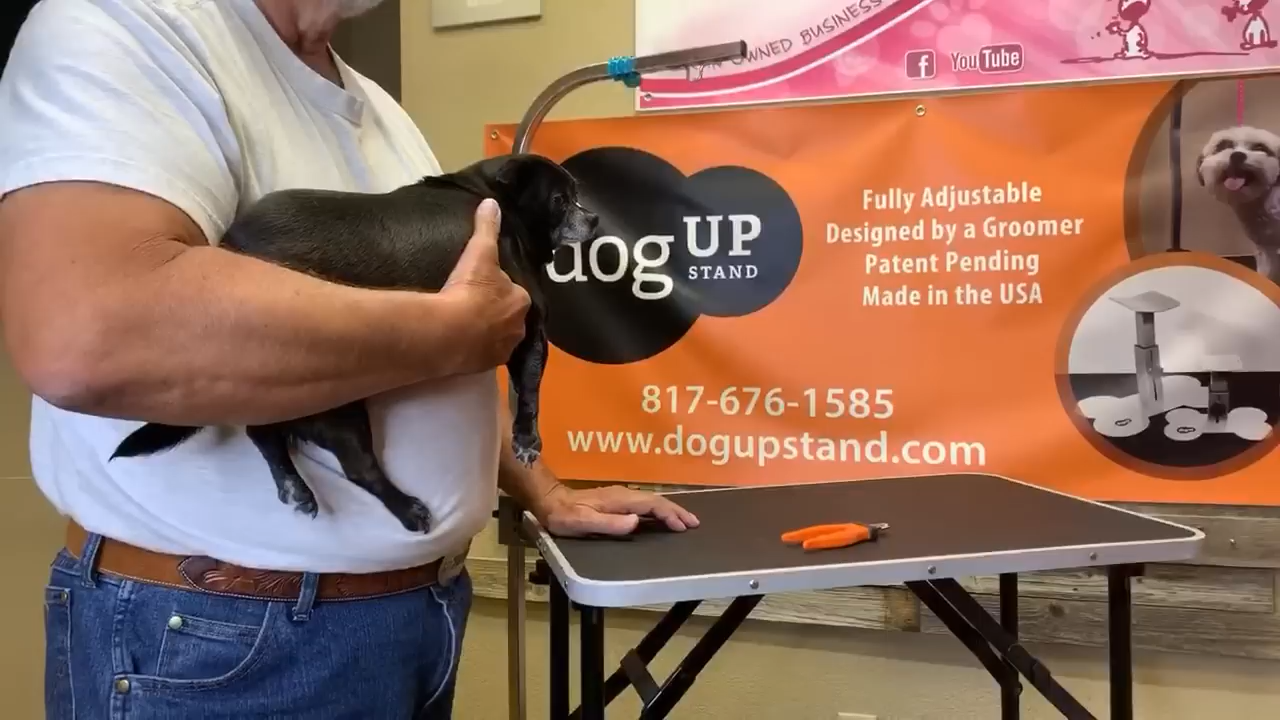 OWNED BUSINESS
f YouTube
dog UP
STAND
Fully Adjustable
Designed by a Groomer
Patent Pending
Made in the USA
817-676-1585
www.dogupstand.com